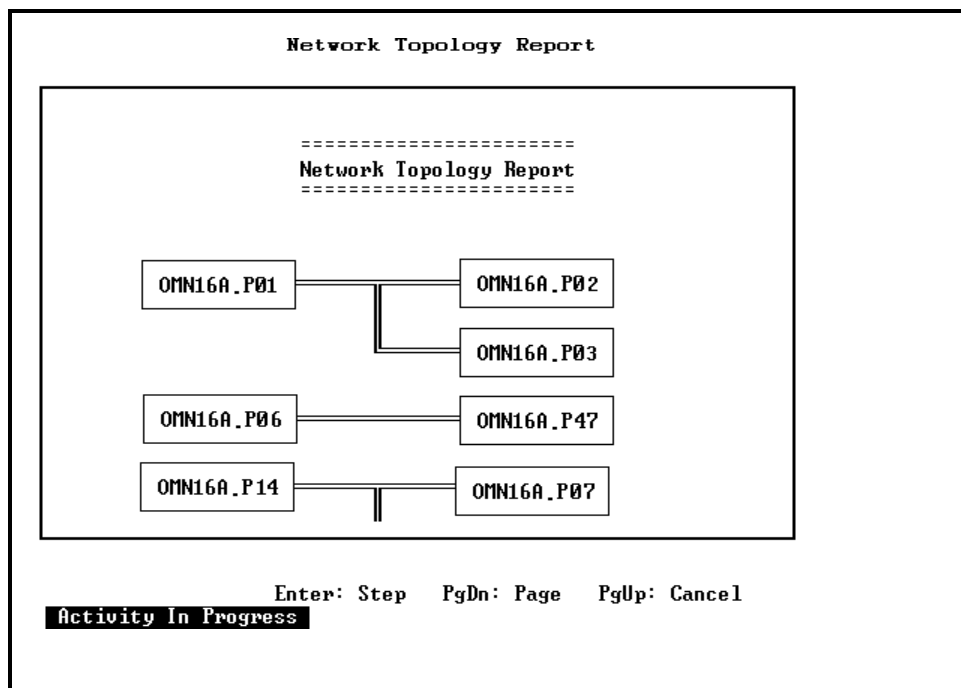 Network Topology Report
=======================
Network Topology Report
=======================
OMN16A.P01 OMN16A.P02
OMN16A.P03
OMN16A.P06 OMN16A.P47
OMN16A.P14 OMN16A.P07
Enter: Step PgDn: Page PgUp: Cancel
Activity In Progress